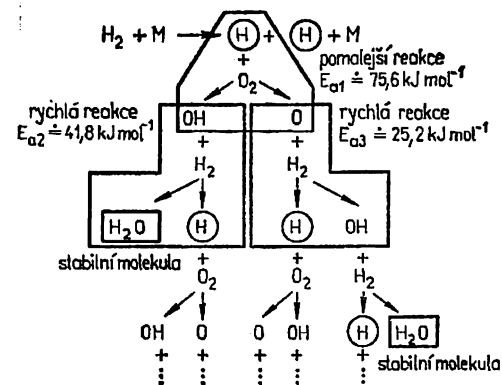 H₂ + M → H + H + M
+ pomalejší reakce
O₂ Eₐ₁ ≐ 75,6 kJ mol⁻¹
rychlá reakce OH O rychlá reakce
Eₐ₂ ≐ 41,8 kJ mol⁻¹ + + Eₐ₃ ≐ 25,2 kJ mol⁻¹
H₂ H₂
H₂O H H OH
stabilní molekula + + +
O₂ O₂ H₂
OH O O OH H H₂O
+ + + + + stabilní molekula